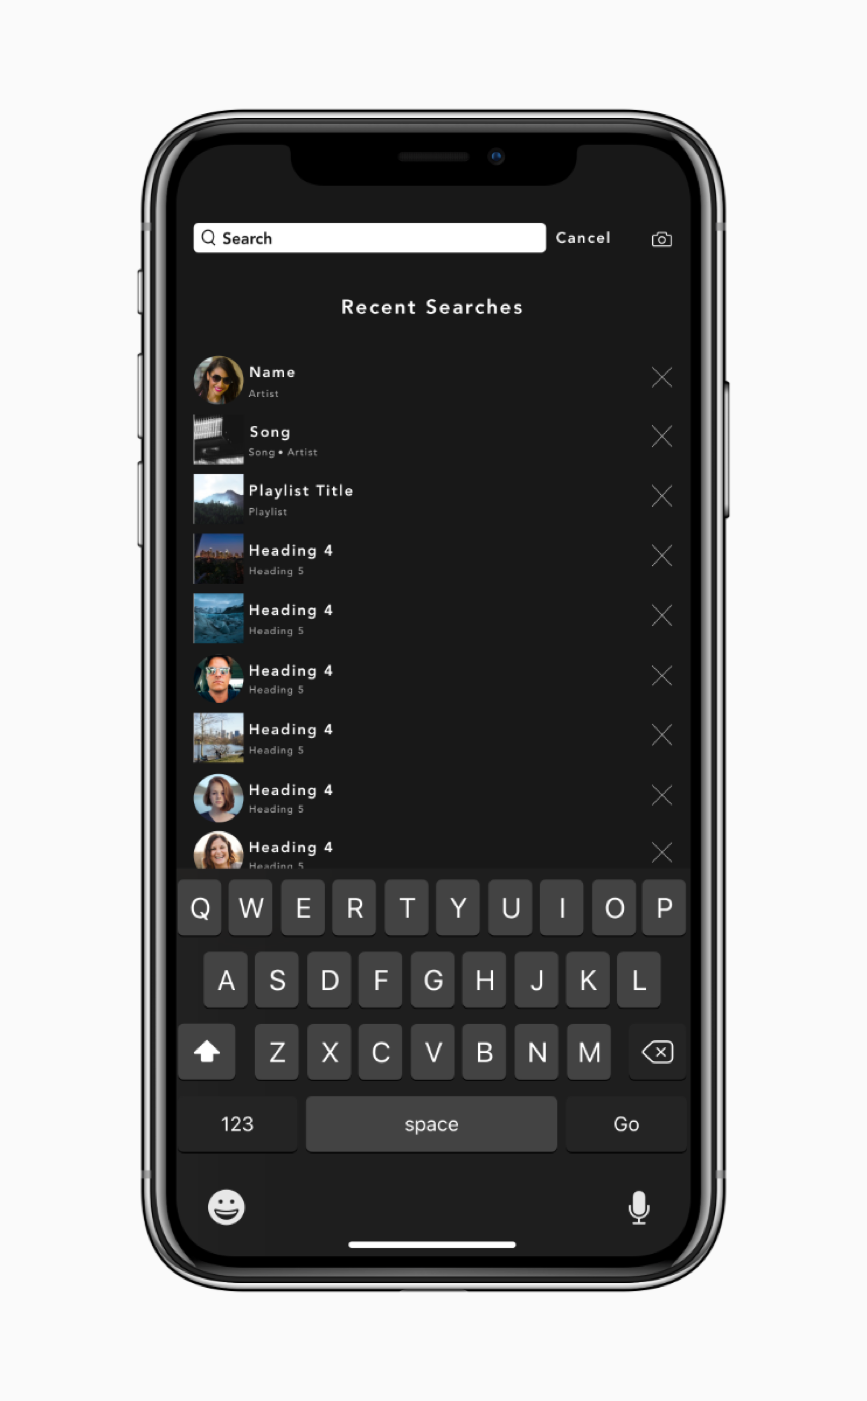 Search
Cancel
Recent Searches
Name
Artist
Song
Song • Artist
Playlist Title
Playlist
Heading 4
Heading 5
Heading 4
Heading 5
Heading 4
Heading 5
Heading 4
Heading 5
Heading 4
Heading 5
Heading 4
Heading 5
Q W E R T Y U I O P
A S D F G H J K L
Z X C V B N M
123 space Go